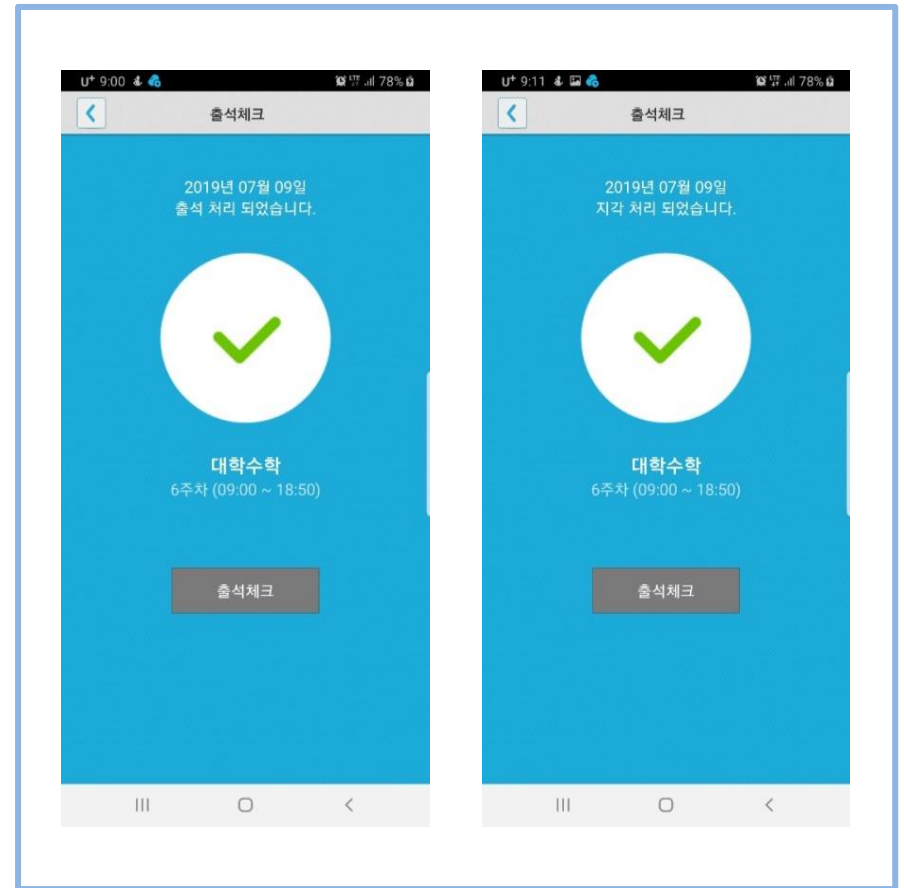 U⁺ 9:00 LTE 78%
출석체크
2019년 07월 09일
출석 처리 되었습니다.
대학수학
6주차 (09:00 ~ 18:50)
출석체크
U⁺ 9:11 LTE 78%
출석체크
2019년 07월 09일
지각 처리 되었습니다.
대학수학
6주차 (09:00 ~ 18:50)
출석체크